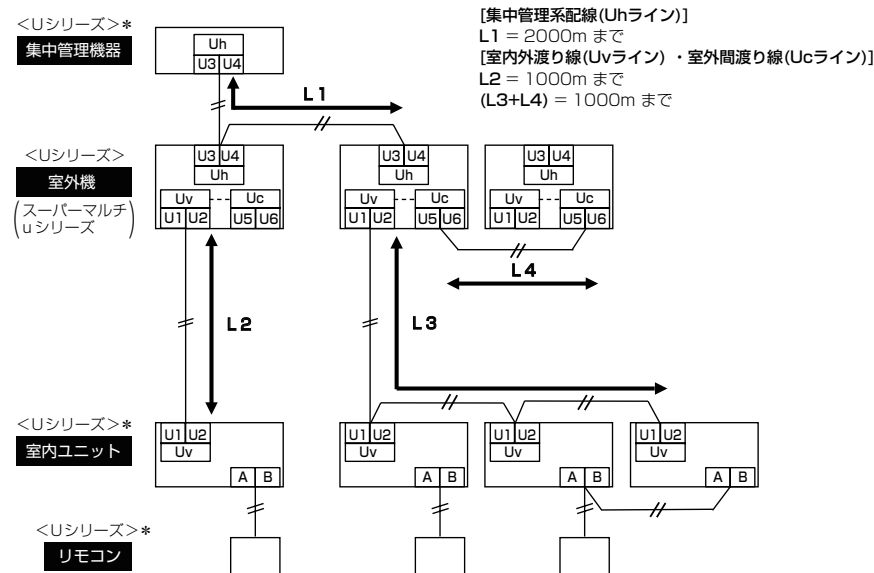 <Uシリーズ>*
集中管理機器
Uh
U3 U4
[集中管理系配線(Uhライン)]
L1 = 2000m まで
[室内外渡り線(Uvライン) ・室外間渡り線(Ucライン)]
L2 = 1000m まで
(L3+L4) = 1000m まで
L1
<Uシリーズ>
室外機
(スーパーマルチ
uシリーズ)
U3 U4
Uh
Uv Uc
U1 U2 U5 U6
U3 U4
Uh
Uv Uc
U1 U2 U5 U6
U3 U4
Uh
Uv Uc
U1 U2 U5 U6
L4
L2
L3
<Uシリーズ>*
室内ユニット
U1 U2
Uv
A B
U1 U2
Uv
A B
U1 U2
Uv
A B
U1 U2
Uv
A B
<Uシリーズ>*
リモコン